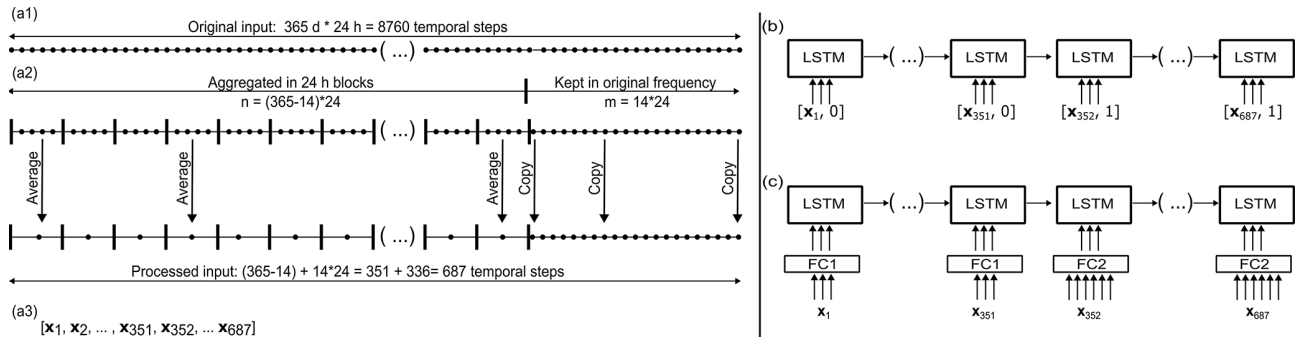 (a1)
Original input: 365 d * 24 h = 8760 temporal steps
(...)
(a2)
Aggregated in 24 h blocks
Kept in original frequency
n = (365-14)*24
m = 14*24
(...)
Average
Average
Average
Copy
Copy
Copy
(...)
Processed input: (365-14) + 14*24 = 351 + 336= 687 temporal steps
(a3)
[x₁, x₂, ... , x₃₅₁, x₃₅₂, ... x₆₈₇]
(b)
LSTM (...) LSTM LSTM (...) LSTM
[x₁, 0] [x₃₅₁, 0] [x₃₅₂, 1] [x₆₈₇, 1]
(c)
LSTM (...) LSTM LSTM (...) LSTM
FC1 FC1 FC2 FC2
x₁ x₃₅₁ x₃₅₂ x₆₈₇